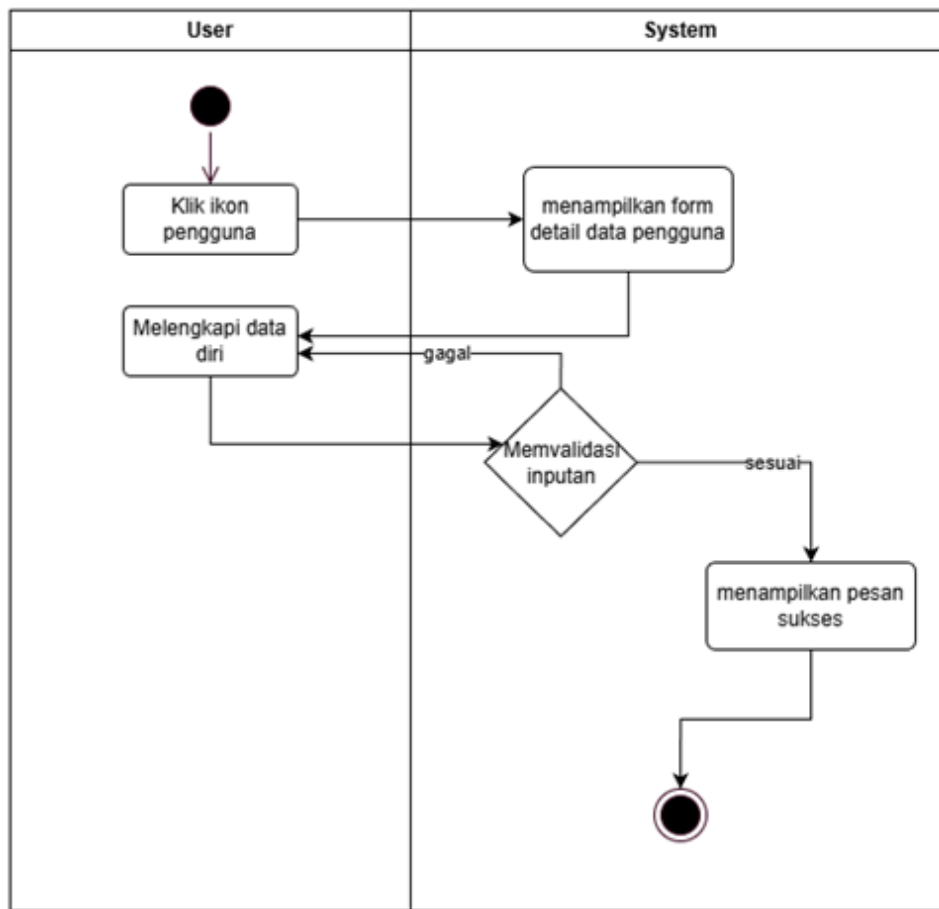 User
System
Klik ikon
pengguna
menampilkan form
detail data pengguna
Melengkapi data
diri
gagal
Memvalidasi
inputan
sesuai
menampilkan pesan
sukses